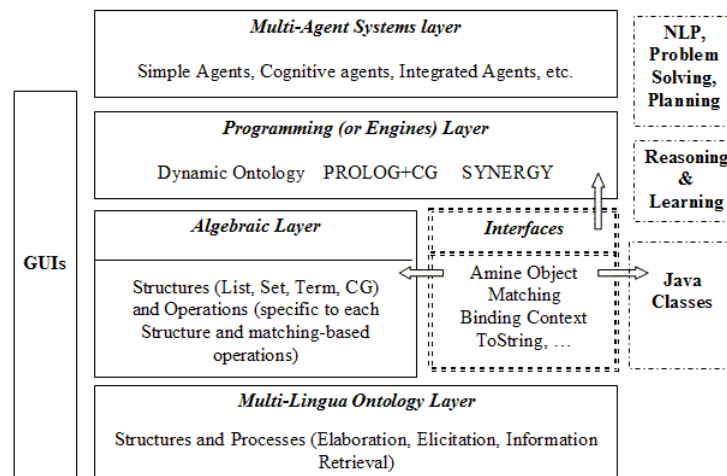 Multi-Agent Systems layer
Simple Agents, Cognitive agents, Integrated Agents, etc.
NLP,
Problem
Solving,
Planning
Programming (or Engines) Layer
Dynamic Ontology PROLOG+CG SYNERGY
Reasoning
&
Learning
GUIs
Algebraic Layer
Structures (List, Set, Term, CG)
and Operations (specific to each
Structure and matching-based
operations)
Interfaces
Amine Object
Matching
Binding Context
ToString, …
Java
Classes
Multi-Lingua Ontology Layer
Structures and Processes (Elaboration, Elicitation, Information
Retrieval)